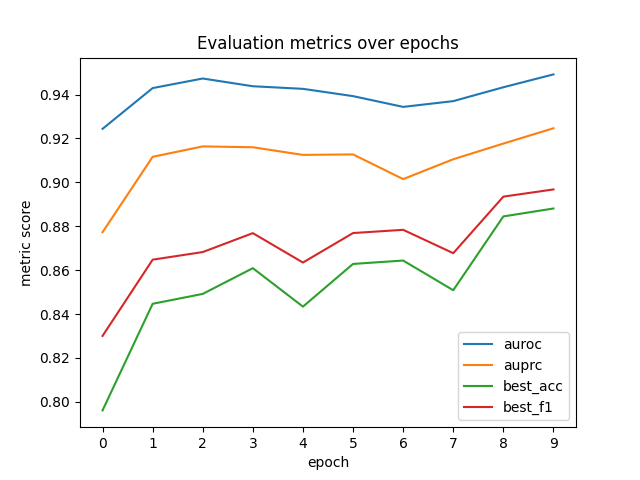 Evaluation metrics over epochs
metric score
0.94
0.92
0.90
0.88
0.86
0.84
0.82
0.80
0 1 2 3 4 5 6 7 8 9
epoch
auroc
auprc
best_acc
best_f1